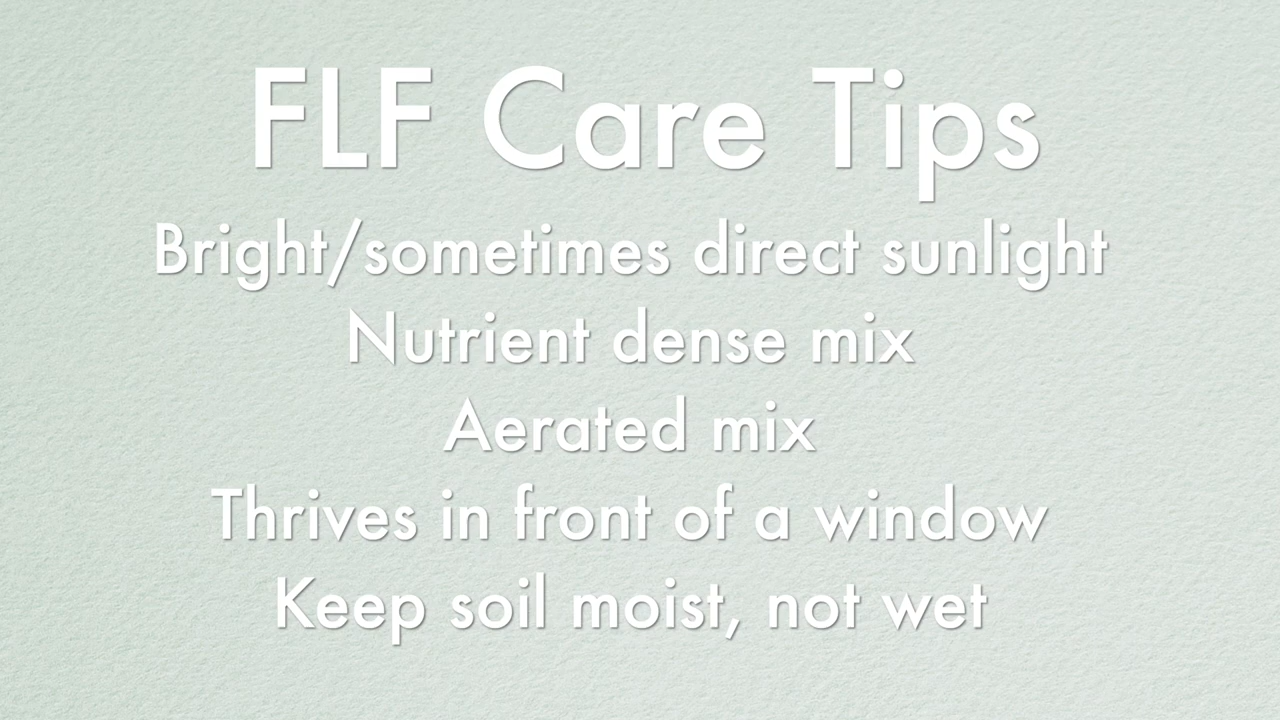 FLF Care Tips
Bright/sometimes direct sunlight
Nutrient dense mix
Aerated mix
Thrives in front of a window
Keep soil moist, not wet